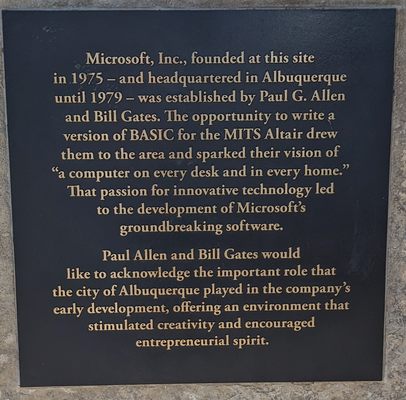 Microsoft, Inc., founded at this site
in 1975 – and headquartered in Albuquerque
until 1979 – was established by Paul G. Allen
and Bill Gates. The opportunity to write a
version of BASIC for the MITS Altair drew
them to the area and sparked their vision of
“a computer on every desk and in every home.”
That passion for innovative technology led
to the development of Microsoft’s
groundbreaking software.
Paul Allen and Bill Gates would
like to acknowledge the important role that
the city of Albuquerque played in the company’s
early development, offering an environment that
stimulated creativity and encouraged
entrepreneurial spirit.